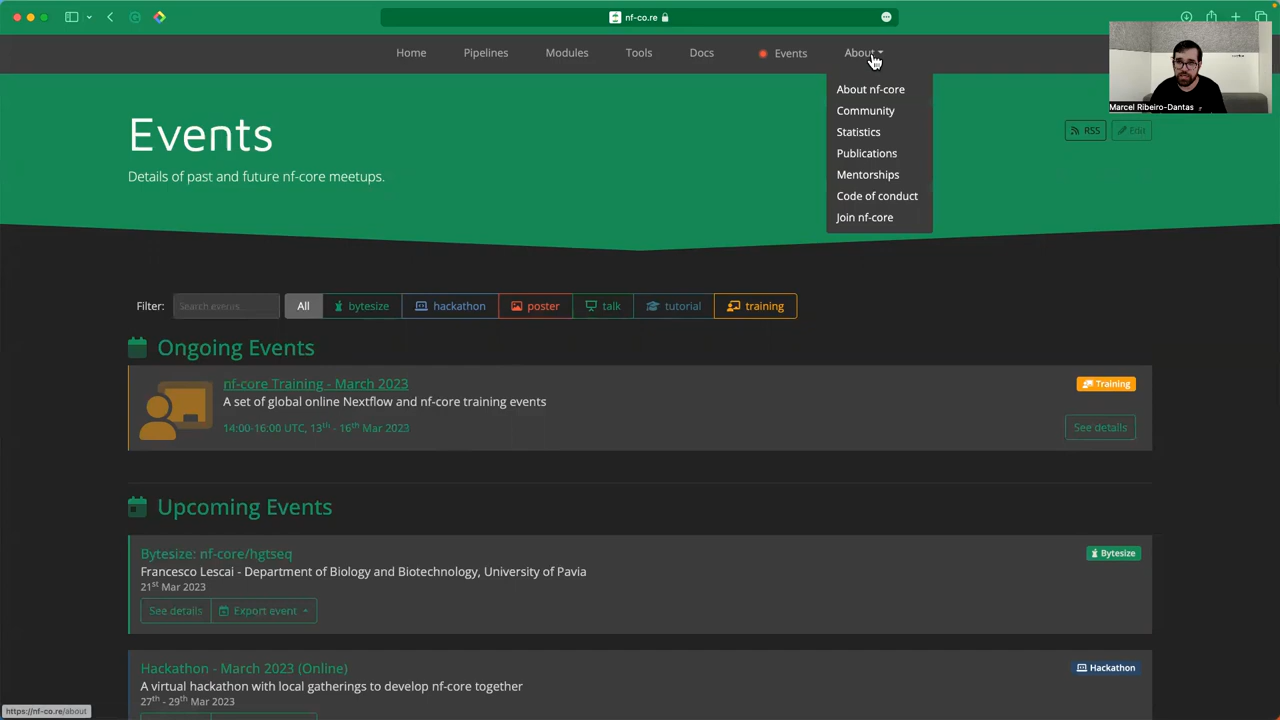 nf-co.re
Home Pipelines Modules Tools Docs Events About
About nf-core
Community
Statistics
Publications
Mentorships
Code of conduct
Join nf-core
Marcel Ribeiro-Dantas
Events
Details of past and future nf-core meetups.
RSS Edit
Filter: Search events... All bytesize hackathon poster talk tutorial training
Ongoing Events
nf-core Training - March 2023
Training
A set of global online Nextflow and nf-core training events
14:00-16:00 UTC, 13th - 16th Mar 2023
See details
Upcoming Events
Bytesize: nf-core/hgtseq
Bytesize
Francesco Lescai - Department of Biology and Biotechnology, University of Pavia
21st Mar 2023
See details Export event
Hackathon - March 2023 (Online)
Hackathon
A virtual hackathon with local gatherings to develop nf-core together
27th - 29th Mar 2023
https://nf-co.re/about